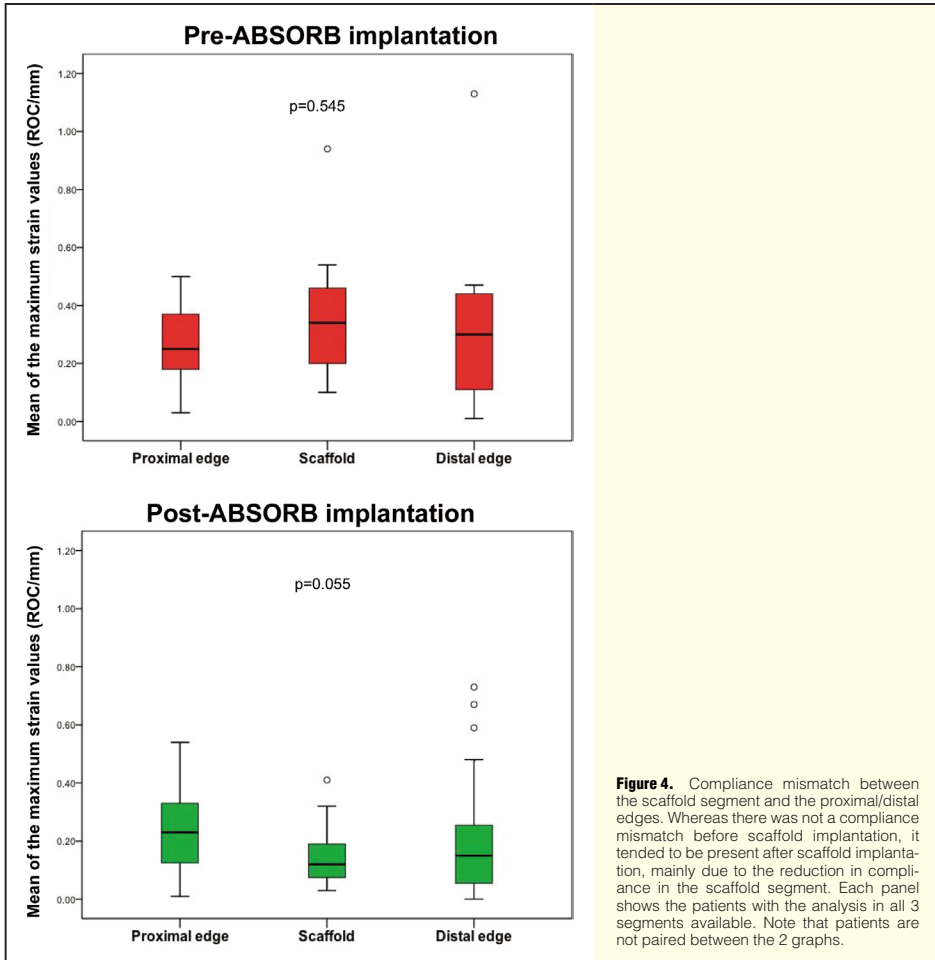 Pre-ABSORB implantation
Mean of the maximum strain values (ROC/mm)
1.20
1.00
0.80
0.60
0.40
0.20
0.00
p=0.545
Proximal edge Scaffold Distal edge
Post-ABSORB implantation
Mean of the maximum strain values (ROC/mm)
1.20
1.00
0.80
0.60
0.40
0.20
0.00
p=0.055
Proximal edge Scaffold Distal edge
Figure 4. Compliance mismatch between
the scaffold segment and the proximal/distal
edges. Whereas there was not a compliance
mismatch before scaffold implantation, it
tended to be present after scaffold implanta-
tion, mainly due to the reduction in compli-
ance in the scaffold segment. Each panel
shows the patients with the analysis in all 3
segments available. Note that patients are
not paired between the 2 graphs.